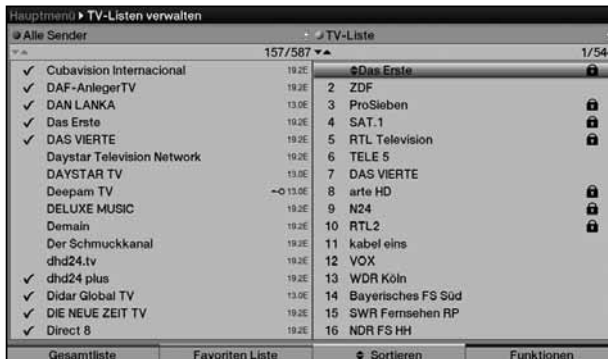 Hauptmenü ▸ TV-Listen verwalten
Alle Sender
TV-Liste
157/587
1/54
✓ Cubavision Internacional 19.2E
✓ DAF-AnlegerTV 19.2E
✓ DAN LANKA 13.0E
✓ Das Erste 19.2E
✓ DAS VIERTE 19.2E
Daystar Television Network 19.2E
DAYSTAR TV 13.0E
Deepam TV 13.0E
DELUXE MUSIC 19.2E
Demain 19.2E
Der Schmuckkanal 19.2E
dhd24.tv 19.2E
✓ dhd24 plus 19.2E
✓ Didar Global TV 13.0E
✓ DIE NEUE ZEIT TV 19.2E
✓ Direct 8 19.2E
Das Erste
2 ZDF
3 ProSieben
4 SAT.1
5 RTL Television
6 TELE 5
7 DAS VIERTE
8 arte HD
9 N24
10 RTL2
11 kabel eins
12 VOX
13 WDR Köln
14 Bayerisches FS Süd
15 SWR Fernsehen RP
16 NDR FS HH
Gesamtliste
Favoriten Liste
Sortieren
Funktionen